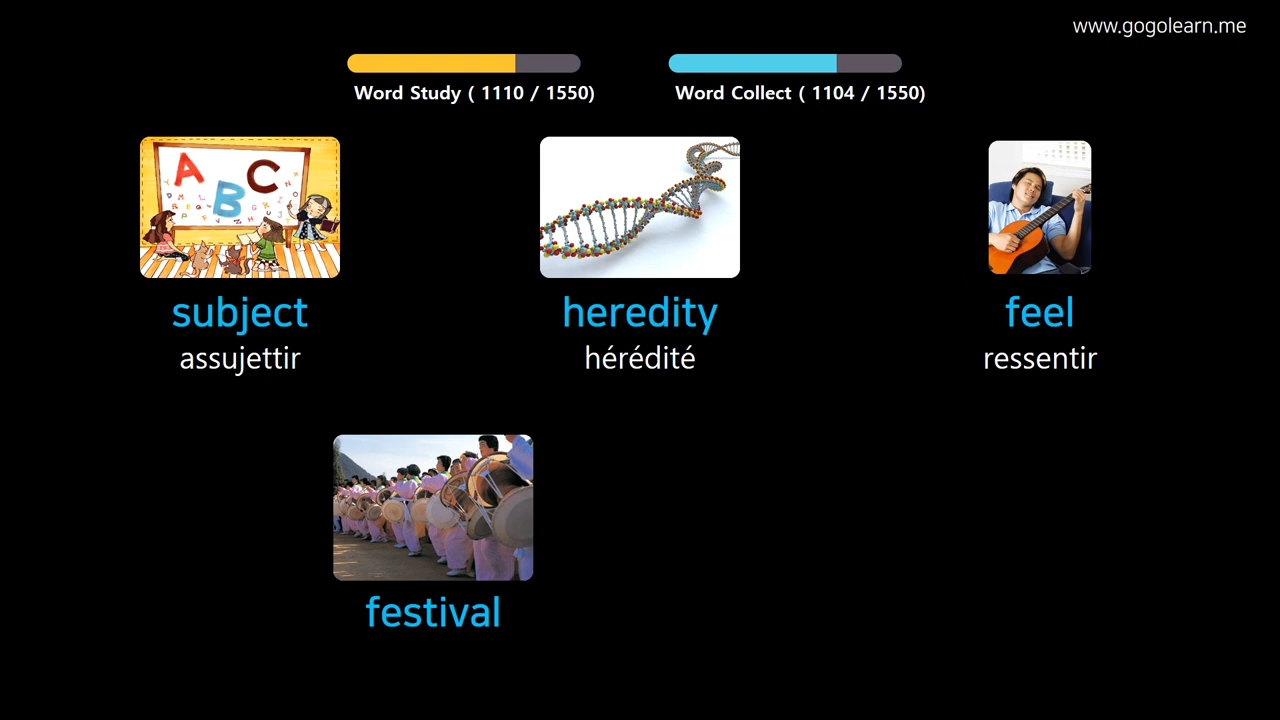 www.gogolearn.me
Word Study ( 1110 / 1550)
Word Collect ( 1104 / 1550)
A
B
C
subject
heredity
feel
assujettir
hérédité
ressentir
festival